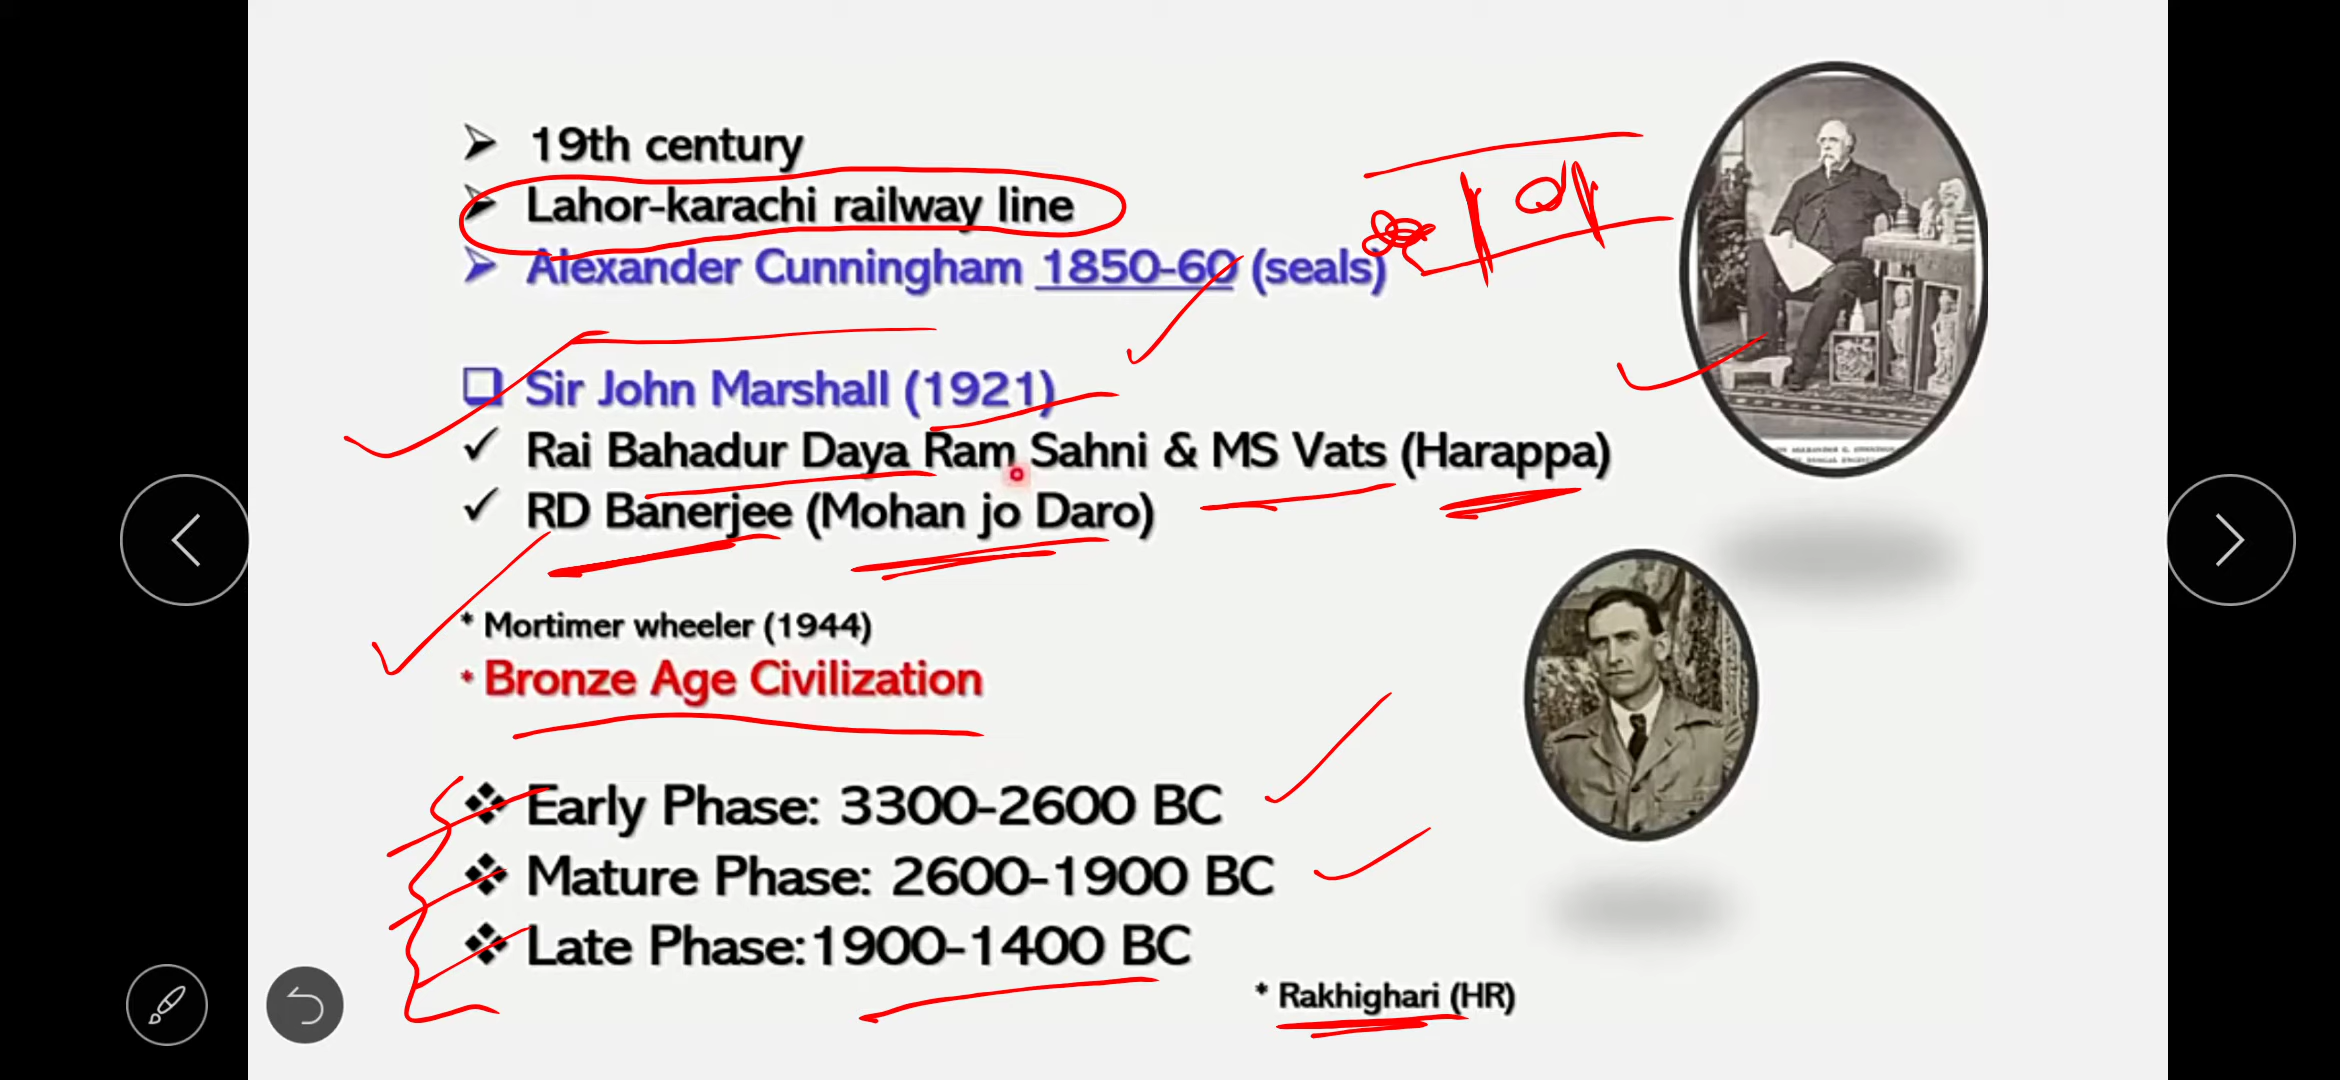 19th century
Lahor-karachi railway line
Alexander Cunningham 1850-60 (seals)
Sir John Marshall (1921)
Rai Bahadur Daya Ram Sahni & MS Vats (Harappa)
RD Banerjee (Mohan jo Daro)
* Mortimer wheeler (1944)
* Bronze Age Civilization
Early Phase: 3300-2600 BC
Mature Phase: 2600-1900 BC
Late Phase:1900-1400 BC
* Rakhighari (HR)